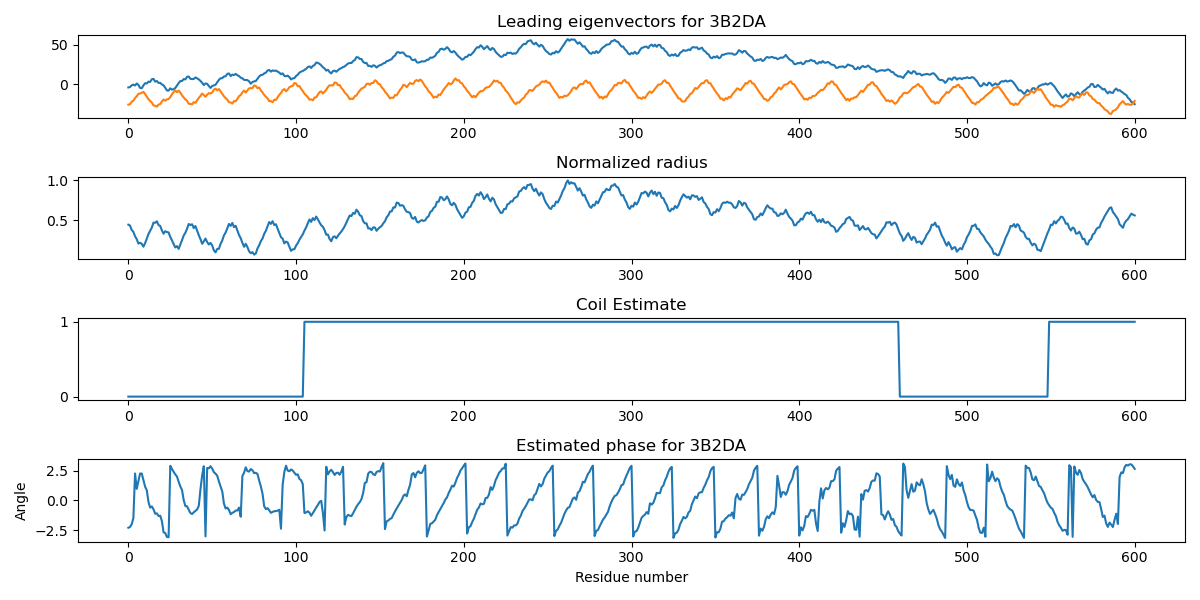 Leading eigenvectors for 3B2DA
50
0
0 100 200 300 400 500 600
Normalized radius
1.0
0.5
0 100 200 300 400 500 600
Coil Estimate
1
0
0 100 200 300 400 500 600
Estimated phase for 3B2DA
2.5
0.0
−2.5
Angle
0 100 200 300 400 500 600
Residue number